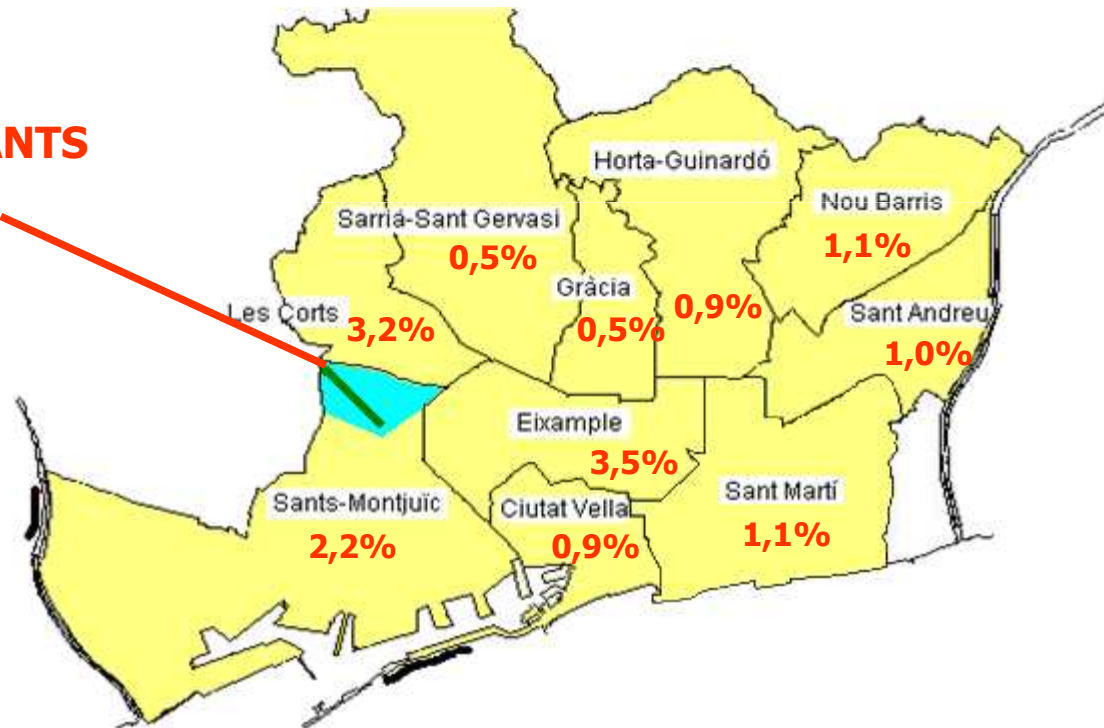 Horta-Guinardó
Nou Barris
1,1%
Sarriá-Sant Gervasi
0,5%
Gràcia
0,5%
0,9%
Les Corts
3,2%
Sant Andreu
1,0%
Eixample
3,5%
Sants-Montjuïc
2,2%
Ciutat Vella
0,9%
Sant Martí
1,1%